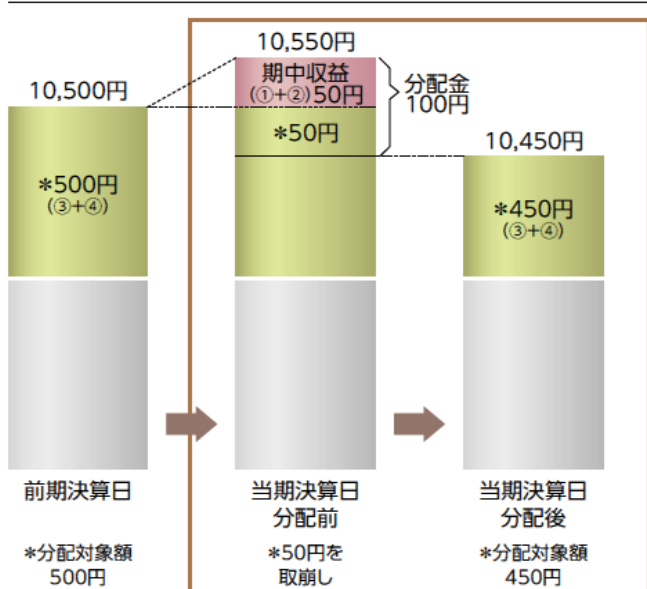 10,500円
*500円
(③+④)
前期決算日
*分配対象額
500円
10,550円
期中収益
(①+②)50円
*50円
分配金
100円
当期決算日
分配前
*50円を
取崩し
10,450円
*450円
(③+④)
当期決算日
分配後
*分配対象額
450円